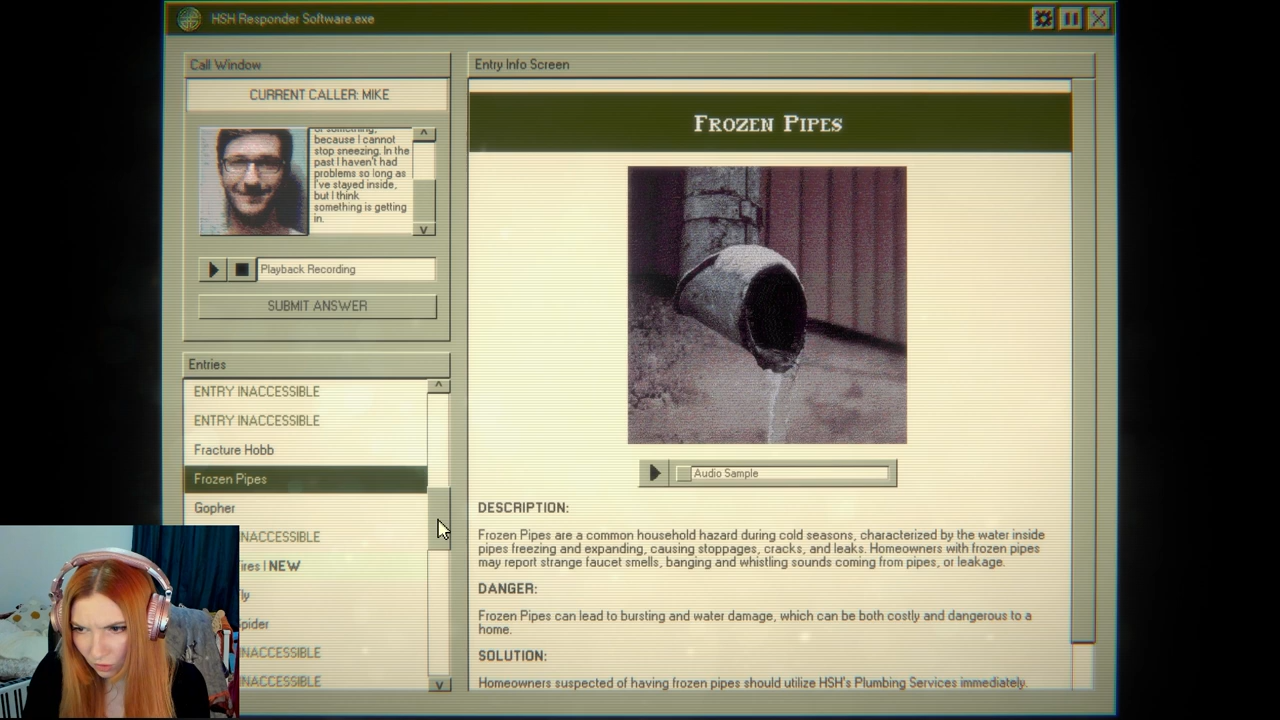 HSH Responder Software.exe
Call Window
Entry Info Screen
CURRENT CALLER: MIKE
or something,
because I cannot
stop sneezing. In the
past I haven't had
problems so long as
I've stayed inside,
but I think
something is getting
in.
Playback Recording
SUBMIT ANSWER
Entries
ENTRY INACCESSIBLE
ENTRY INACCESSIBLE
Fracture Hobb
Frozen Pipes
Gopher
INACCESSIBLE
ires | NEW
ly
pider
INACCESSIBLE
INACCESSIBLE
Frozen Pipes
Audio Sample
DESCRIPTION:
Frozen Pipes are a common household hazard during cold seasons, characterized by the water inside
pipes freezing and expanding, causing stoppages, cracks, and leaks. Homeowners with frozen pipes
may report strange faucet smells, banging and whistling sounds coming from pipes, or leakage.
DANGER:
Frozen Pipes can lead to bursting and water damage, which can be both costly and dangerous to a
home.
SOLUTION:
Homeowners suspected of having frozen pipes should utilize HSH's Plumbing Services immediately.